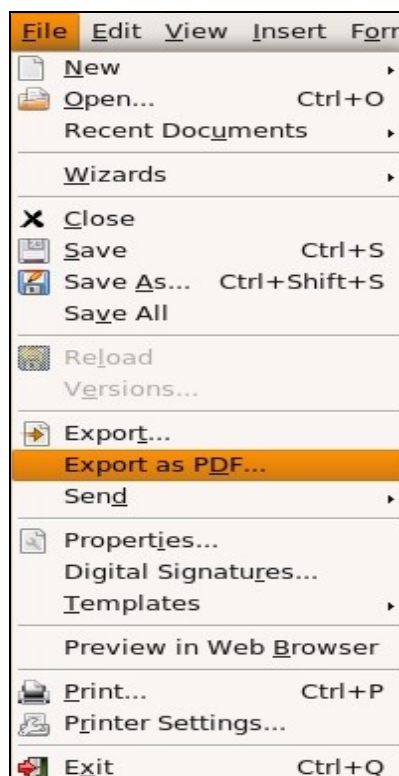 File Edit View Insert Forr
New
Open... Ctrl+O
Recent Documents
Wizards
Close
Save Ctrl+S
Save As... Ctrl+Shift+S
Save All
Reload
Versions...
Export...
Export as PDF...
Send
Properties...
Digital Signatures...
Templates
Preview in Web Browser
Print... Ctrl+P
Printer Settings...
Exit Ctrl+Q